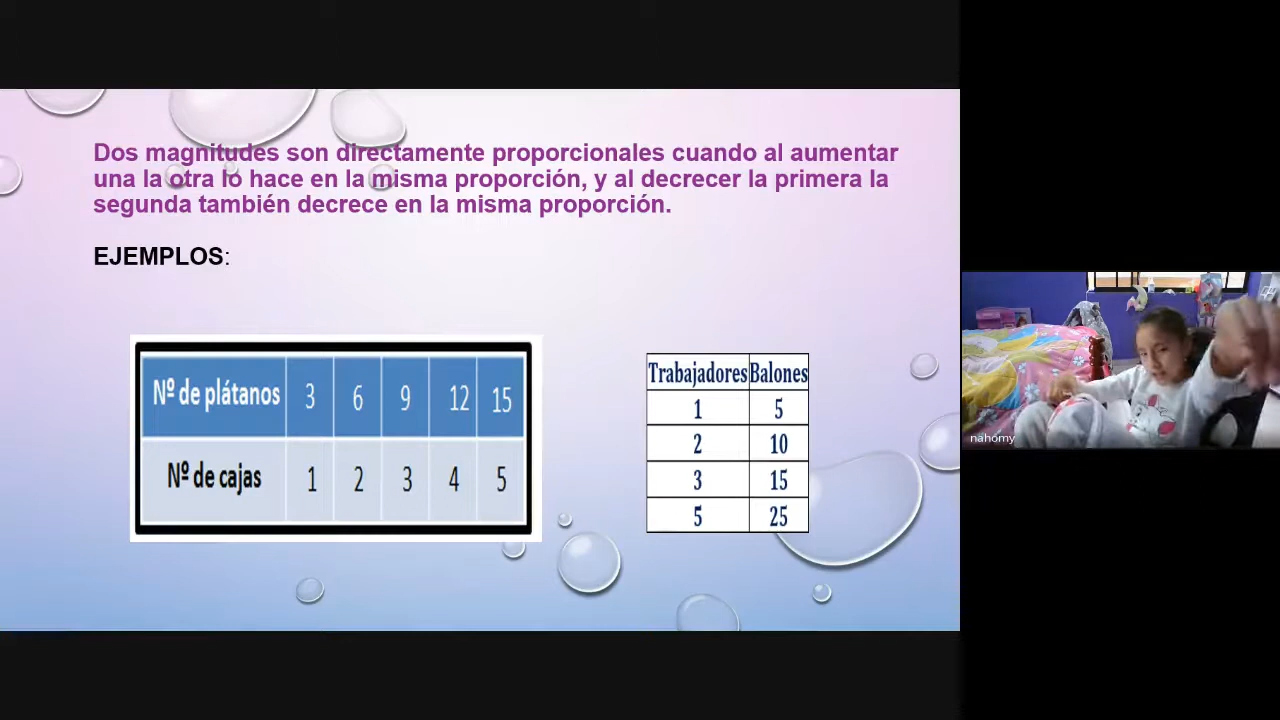 Dos magnitudes son directamente proporcionales cuando al aumentar
una la otra lo hace en la misma proporción, y al decrecer la primera la
segunda también decrece en la misma proporción.
EJEMPLOS:
Nº de plátanos 3 6 9 12 15
Nº de cajas 1 2 3 4 5
Trabajadores Balones
1 5
2 10
3 15
5 25
nahomy